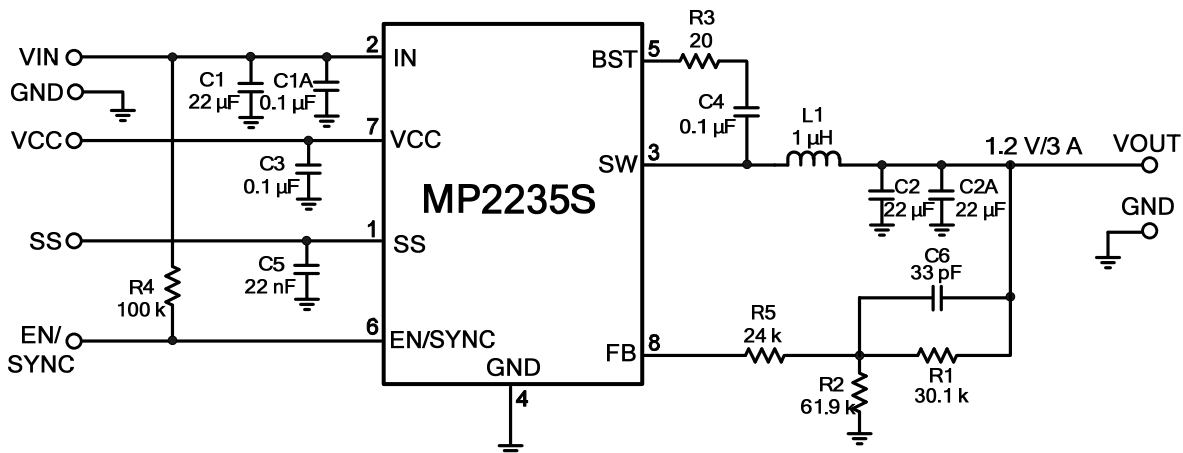 VIN
GND
VCC
SS
EN/
SYNC
C1
22 µF
C1A
0.1 µF
C3
0.1 µF
C5
22 nF
R4
100 k
2
7
1
6
IN
VCC
SS
EN/SYNC
MP2235S
GND
4
BST
SW
FB
5
3
8
R3
20
C4
0.1 µF
L1
1 µH
1.2 V/3 A
VOUT
GND
C2
22 µF
C2A
22 µF
C6
33 pF
R5
24 k
R2
61.9 k
R1
30.1 k